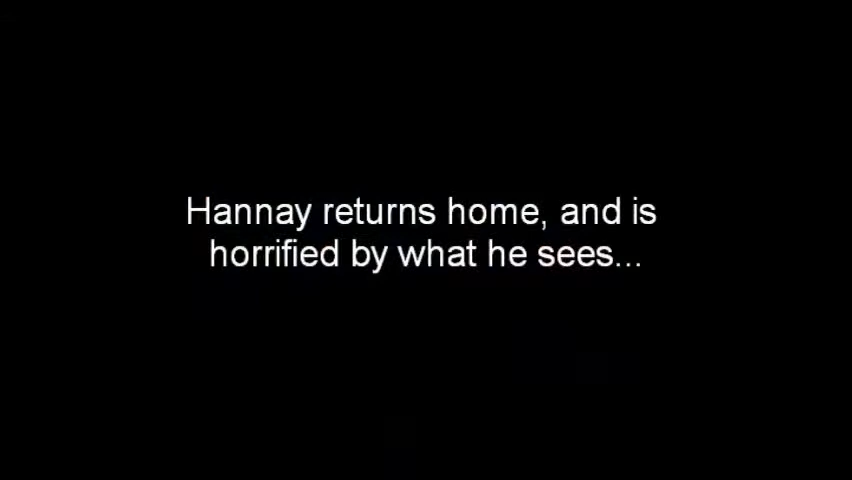 Hannay returns home, and is
horrified by what he sees...